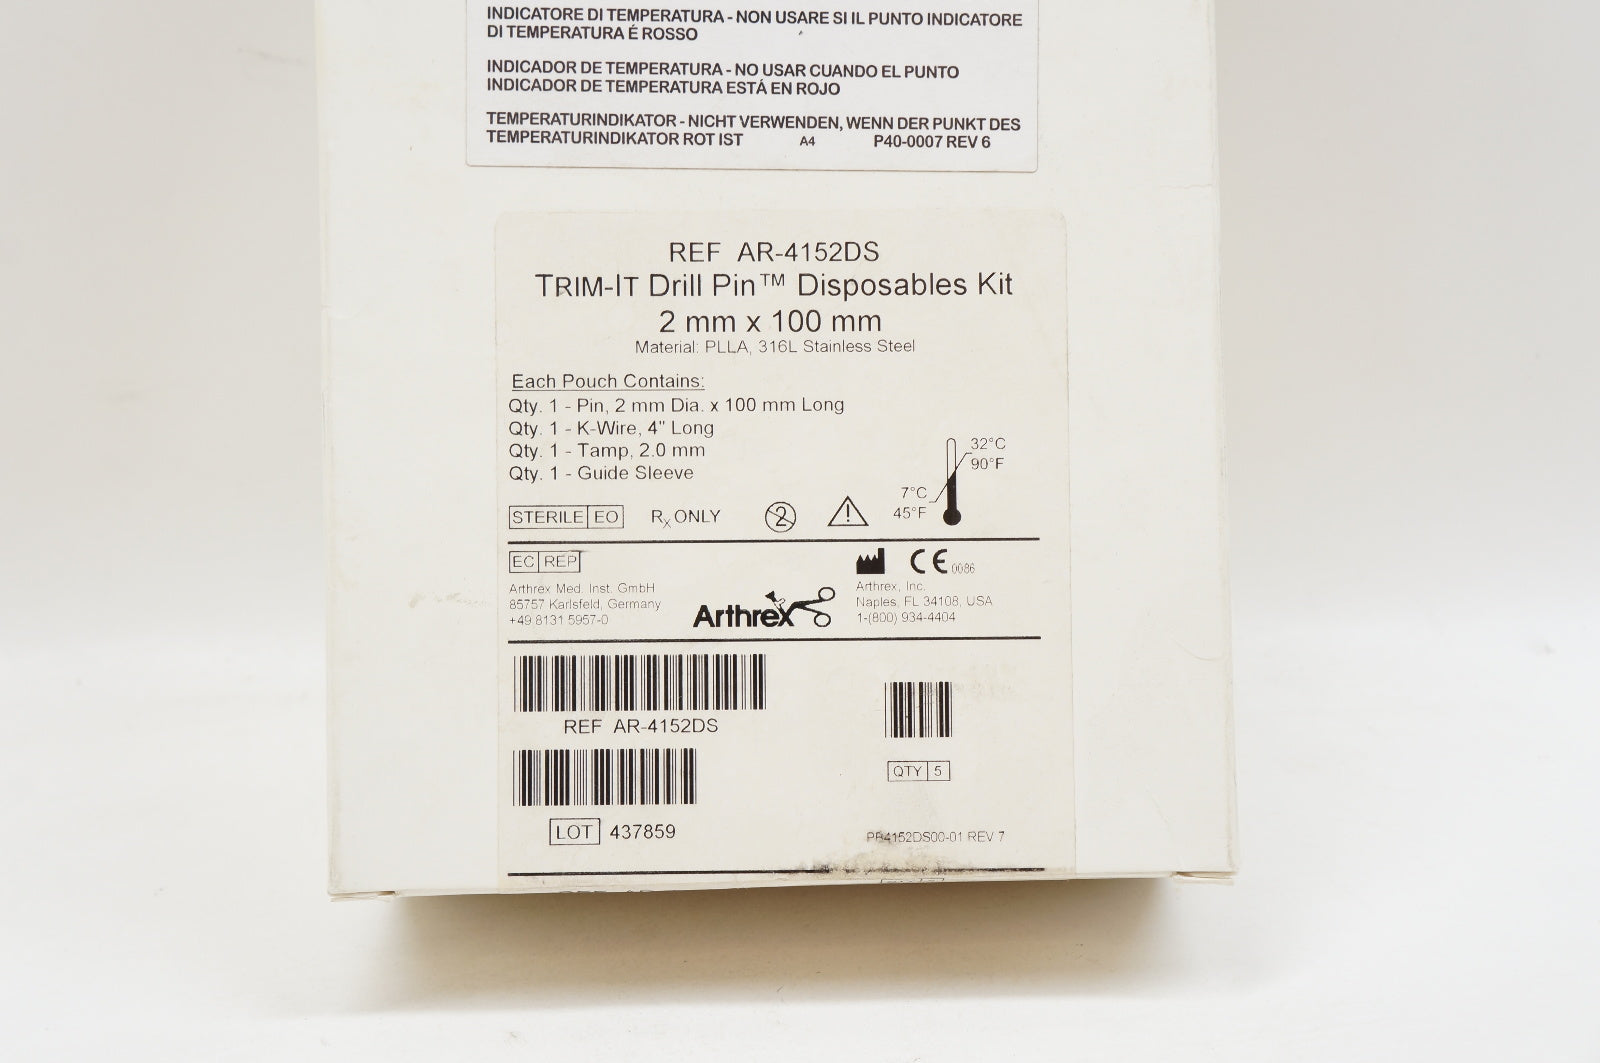 INDICATORE DI TEMPERATURA - NON USARE SI IL PUNTO INDICATORE
DI TEMPERATURA É ROSSO
INDICADOR DE TEMPERATURA - NO USAR CUANDO EL PUNTO
INDICADOR DE TEMPERATURA ESTÁ EN ROJO
TEMPERATURINDIKATOR - NICHT VERWENDEN, WENN DER PUNKT DES
TEMPERATURINDIKATOR ROT IST A4 P40-0007 REV 6
REF AR-4152DS
TRIM-IT Drill Pin™ Disposables Kit
2 mm x 100 mm
Material: PLLA, 316L Stainless Steel
Each Pouch Contains:
Qty. 1 - Pin, 2 mm Dia. x 100 mm Long
Qty. 1 - K-Wire, 4" Long
Qty. 1 - Tamp, 2.0 mm
Qty. 1 - Guide Sleeve
32°C
90°F
7°C
45°F
STERILE EO Rx ONLY 2 !
EC REP
CE 0086
Arthrex Med. Inst. GmbH
85757 Karlsfeld, Germany
+49 8131 5957-0
Arthrex
Arthrex, Inc.
Naples, FL 34108, USA
1-(800) 934-4404
REF AR-4152DS
QTY 5
LOT 437859
PB4152DS00-01 REV 7